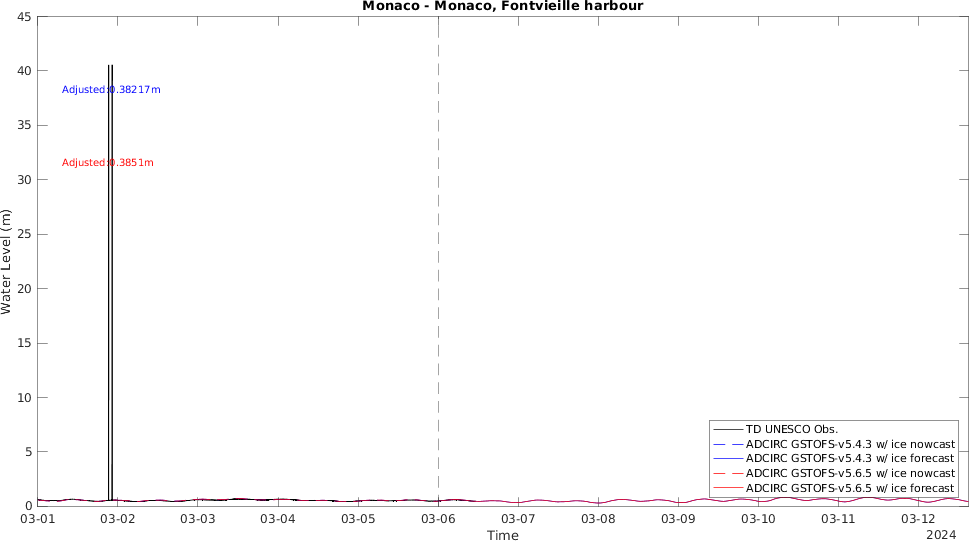 Monaco - Monaco, Fontvieille harbour
45
40
35
30
25
20
15
10
5
0
Water Level (m)
Adjusted:0.38217m
Adjusted:0.3851m
TD UNESCO Obs.
ADCIRC GSTOFS-v5.4.3 w/ ice nowcast
ADCIRC GSTOFS-v5.4.3 w/ ice forecast
ADCIRC GSTOFS-v5.6.5 w/ ice nowcast
ADCIRC GSTOFS-v5.6.5 w/ ice forecast
03-01 03-02 03-03 03-04 03-05 03-06 03-07 03-08 03-09 03-10 03-11 03-12
Time
2024